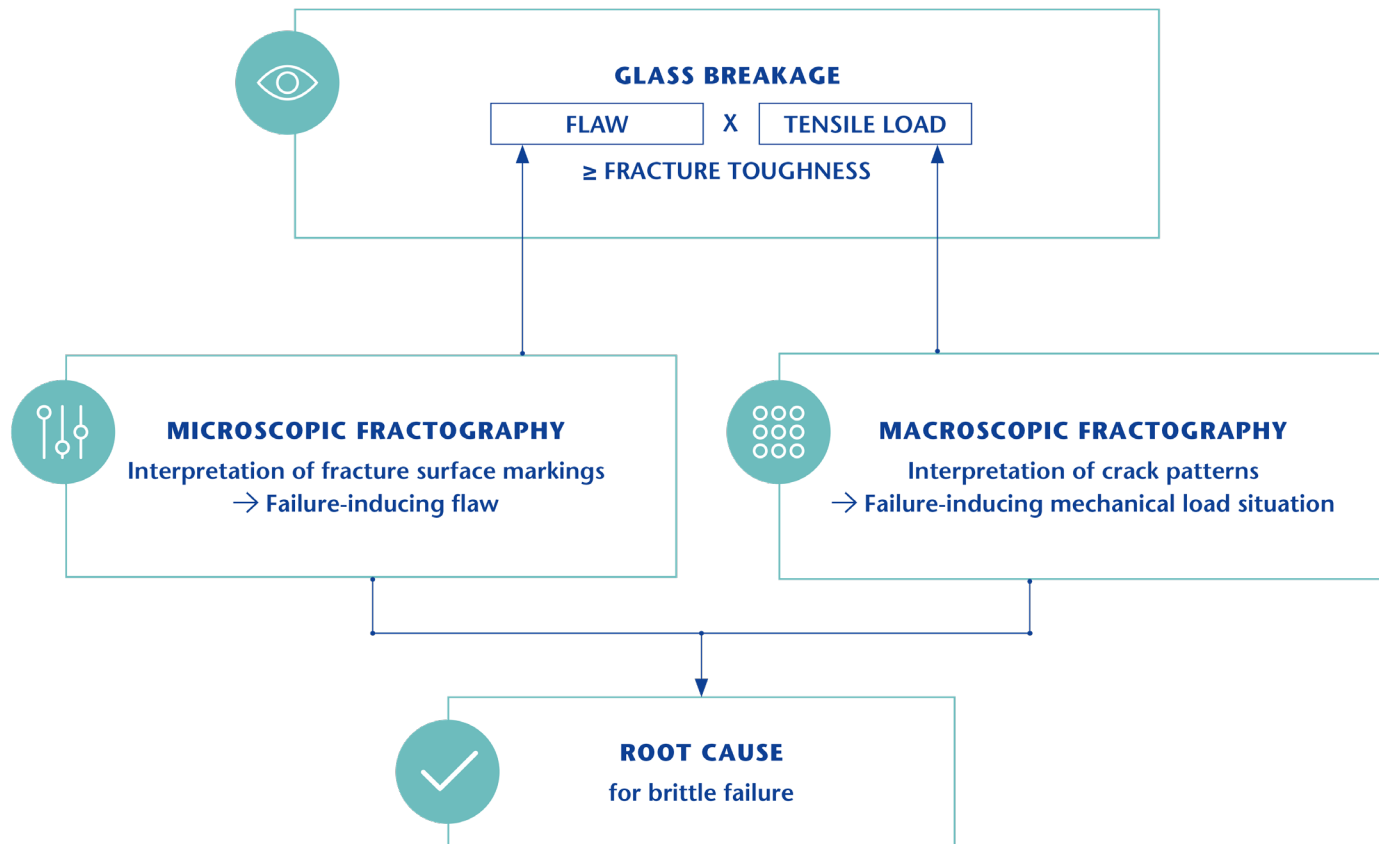 GLASS BREAKAGE
FLAW X TENSILE LOAD
≥ FRACTURE TOUGHNESS
MICROSCOPIC FRACTOGRAPHY
Interpretation of fracture surface markings
→ Failure-inducing flaw
MACROSCOPIC FRACTOGRAPHY
Interpretation of crack patterns
→ Failure-inducing mechanical load situation
ROOT CAUSE
for brittle failure